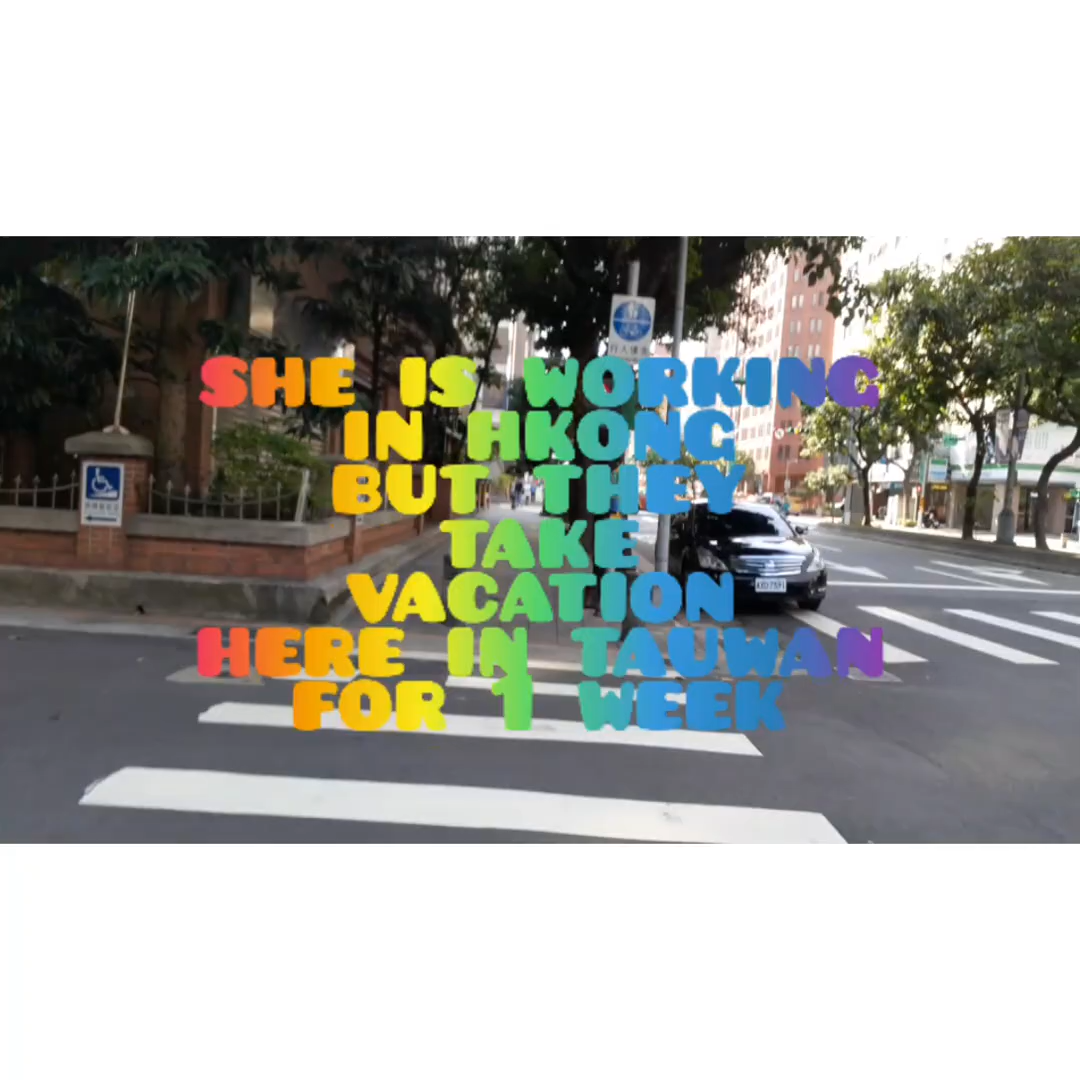 SHE IS WORKING
IN HKONG
BUT THEY
TAKE
VACATION
HERE IN TAUWAN
FOR 1 WEEK